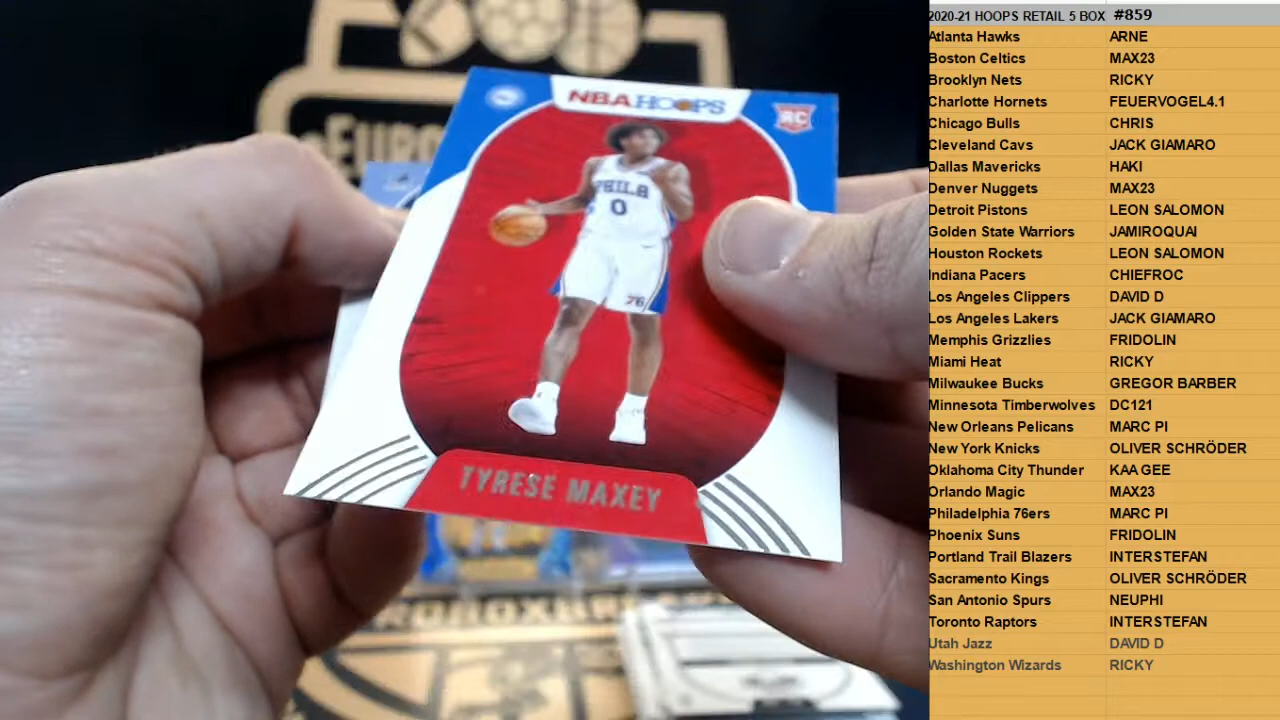 NBA HOOPS
RC
PHILA
0
76
TYRESE MAXEY
2020-21 HOOPS RETAIL 5 BOX #859
Atlanta Hawks ARNE
Boston Celtics MAX23
Brooklyn Nets RICKY
Charlotte Hornets FEUERVOGEL4.1
Chicago Bulls CHRIS
Cleveland Cavs JACK GIAMARO
Dallas Mavericks HAKI
Denver Nuggets MAX23
Detroit Pistons LEON SALOMON
Golden State Warriors JAMIROQUAI
Houston Rockets LEON SALOMON
Indiana Pacers CHIEFROC
Los Angeles Clippers DAVID D
Los Angeles Lakers JACK GIAMARO
Memphis Grizzlies FRIDOLIN
Miami Heat RICKY
Milwaukee Bucks GREGOR BARBER
Minnesota Timberwolves DC121
New Orleans Pelicans MARC PI
New York Knicks OLIVER SCHRÖDER
Oklahoma City Thunder KAA GEE
Orlando Magic MAX23
Philadelphia 76ers MARC PI
Phoenix Suns FRIDOLIN
Portland Trail Blazers INTERSTEFAN
Sacramento Kings OLIVER SCHRÖDER
San Antonio Spurs NEUPHI
Toronto Raptors INTERSTEFAN
Utah Jazz DAVID D
Washington Wizards RICKY